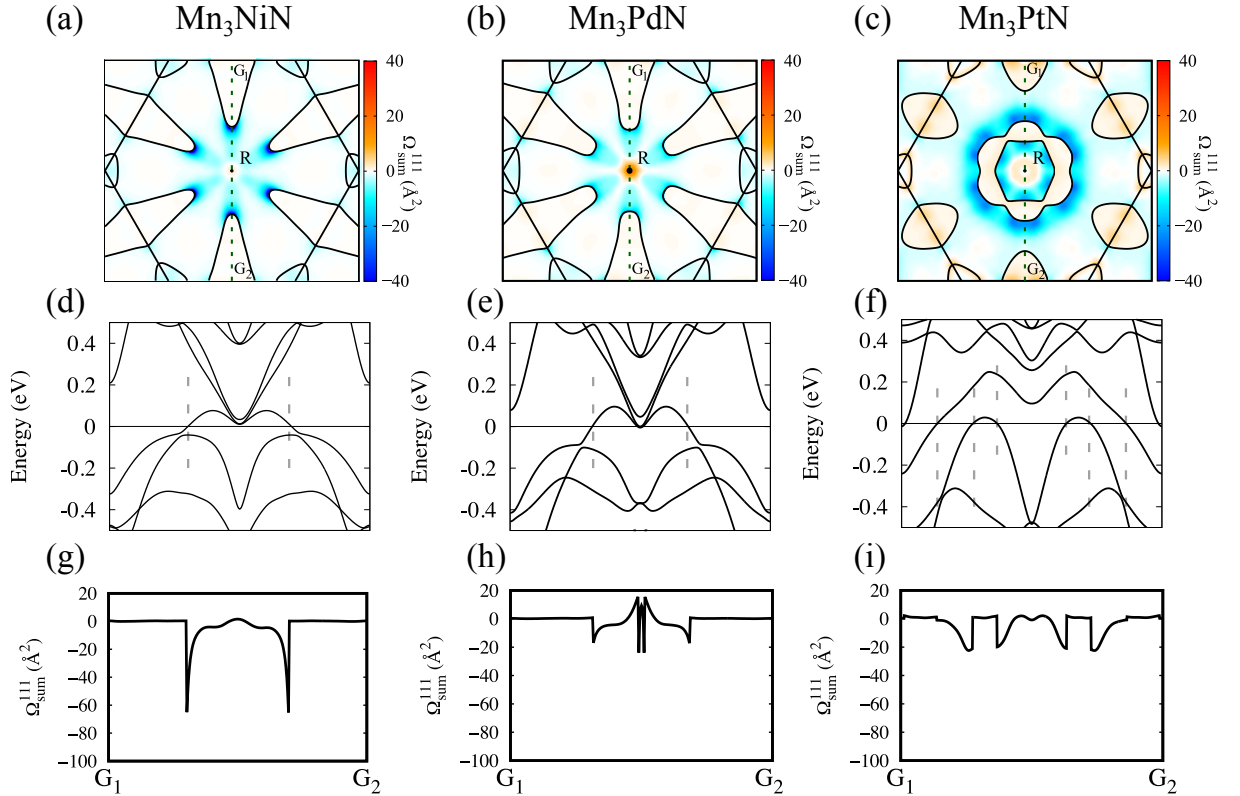 (a) Mn₃NiN (b) Mn₃PdN (c) Mn₃PtN
G₁ R G₂ 40 20 0 −20 −40 Ω¹¹¹sum (Å²)
G₁ R G₂ 40 20 0 −20 −40 Ω¹¹¹sum (Å²)
G₁ R G₂ 40 20 0 −20 −40 Ω¹¹¹sum (Å²)
(d) (e) (f)
Energy (eV) 0.4 0.2 0 -0.2 -0.4
Energy (eV) 0.4 0.2 0 -0.2 -0.4
Energy (eV) 0.4 0.2 0 -0.2 -0.4
(g) (h) (i)
Ω¹¹¹sum (Å²) 20 0 −20 −40 −60 −80 −100
Ω¹¹¹sum (Å²) 20 0 −20 −40 −60 −80 −100
Ω¹¹¹sum (Å²) 20 0 −20 −40 −60 −80 −100
G₁ G₂ G₁ G₂ G₁ G₂